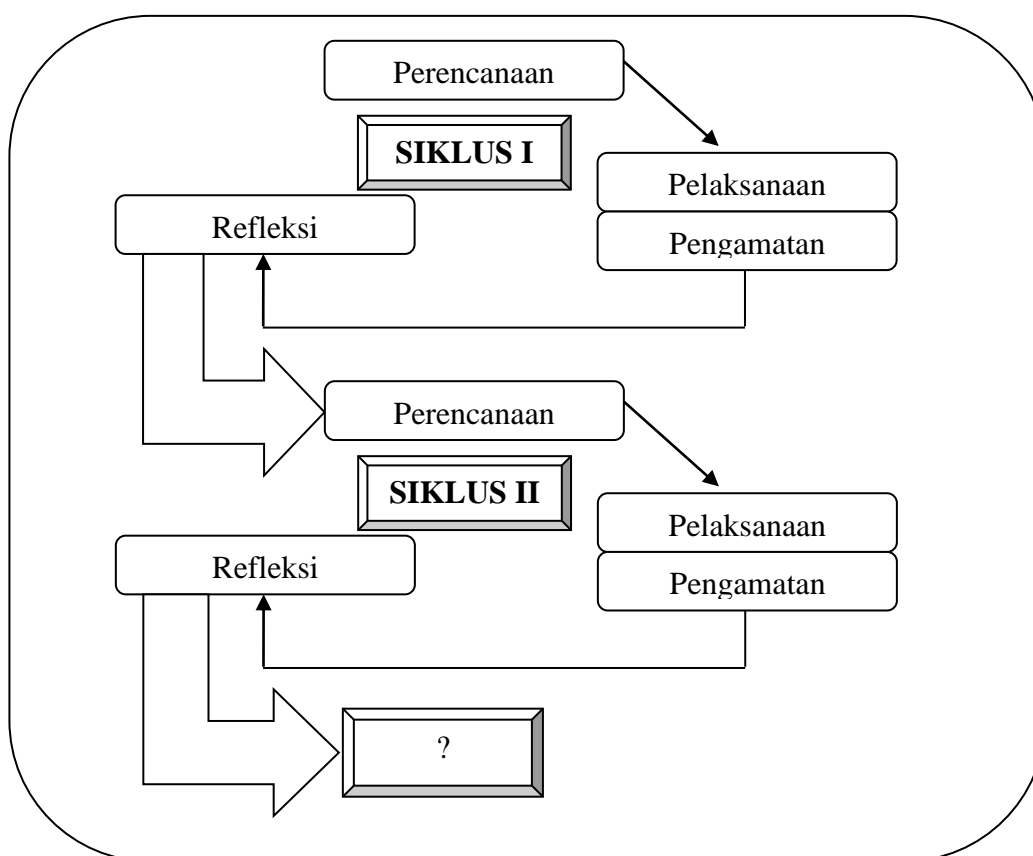 Perencanaan
SIKLUS I
Pelaksanaan
Refleksi
Pengamatan
Perencanaan
SIKLUS II
Pelaksanaan
Refleksi
Pengamatan
?